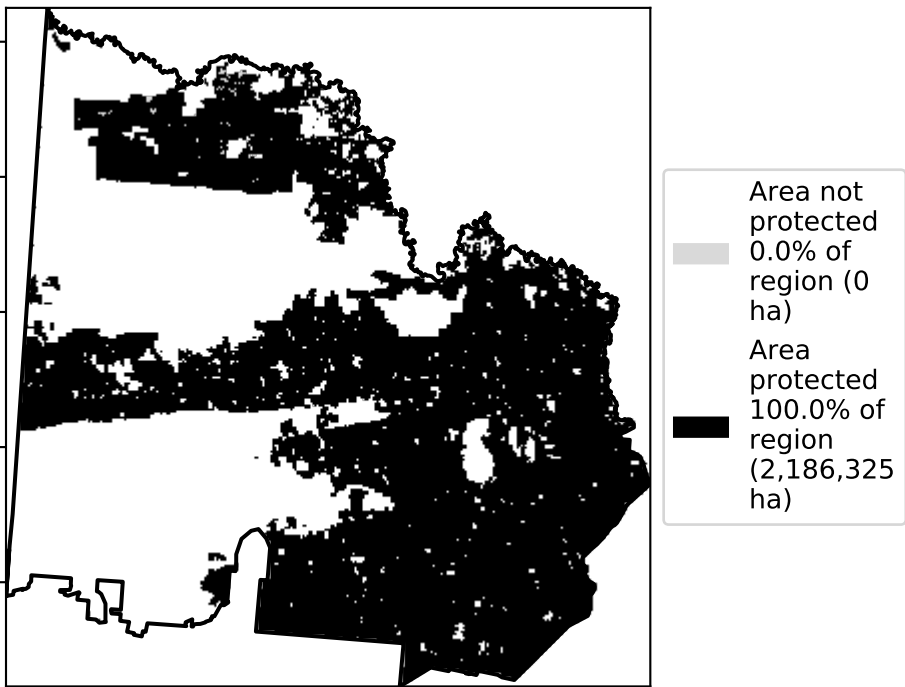 Area not
protected
0.0% of
region (0
ha)
Area
protected
100.0% of
region
(2,186,325
ha)